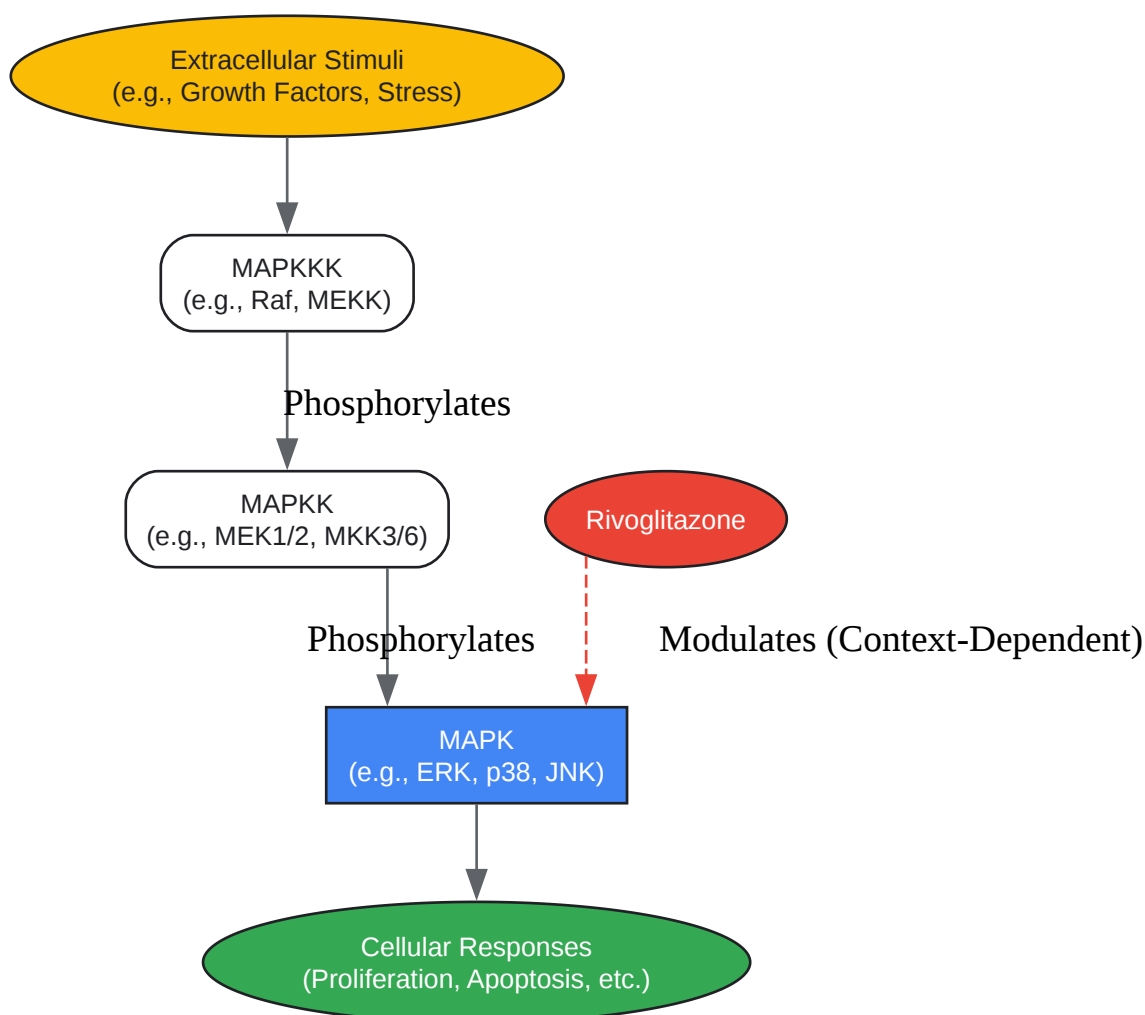 Extracellular Stimuli
(e.g., Growth Factors, Stress)
MAPKKK
(e.g., Raf, MEKK)
Phosphorylates
MAPKK
(e.g., MEK1/2, MKK3/6)
Rivoglitazone
Phosphorylates
Modulates (Context-Dependent)
MAPK
(e.g., ERK, p38, JNK)
Cellular Responses
(Proliferation, Apoptosis, etc.)